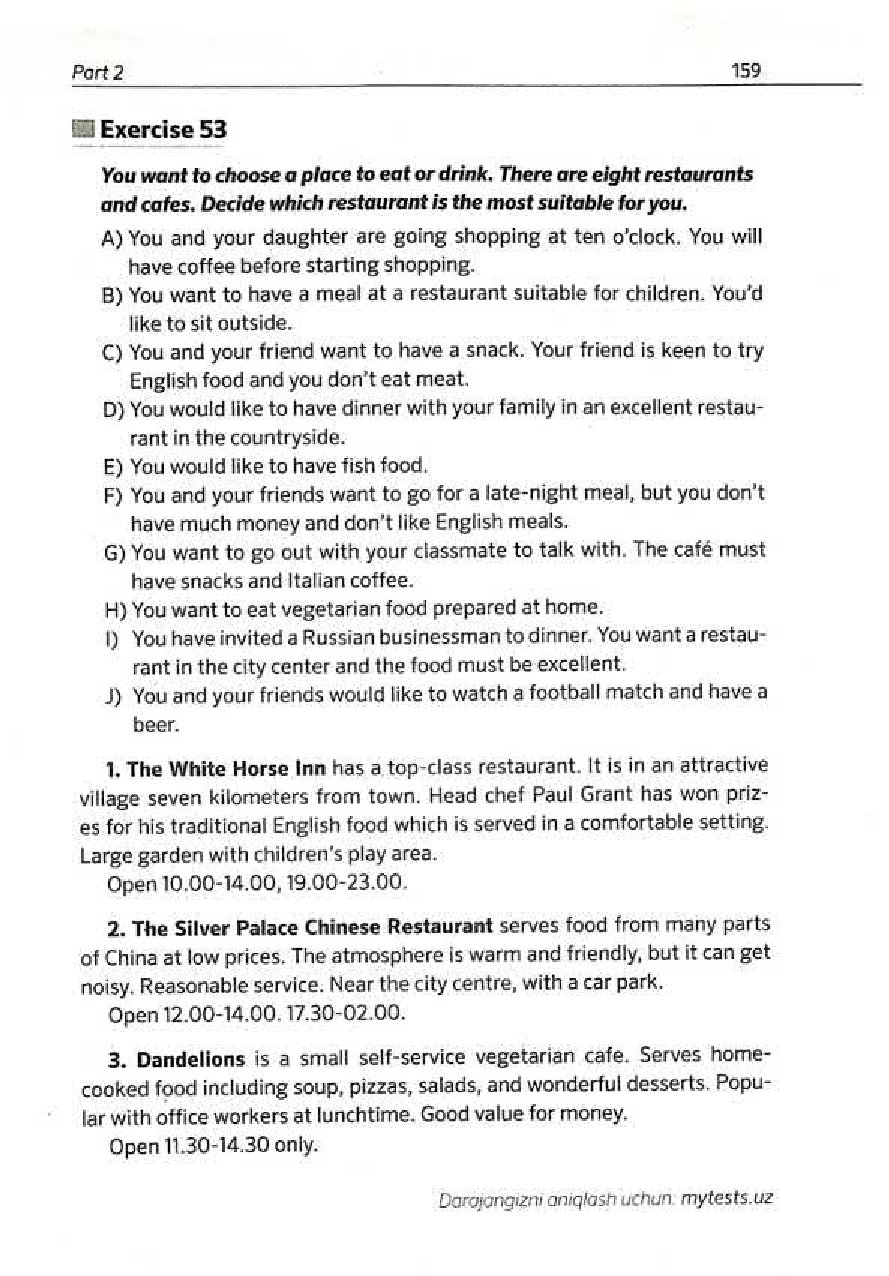 Part 2
159
Exercise 53
You want to choose a place to eat or drink. There are eight restaurants
and cafes. Decide which restaurant is the most suitable for you.
A) You and your daughter are going shopping at ten o'clock. You will
have coffee before starting shopping.
B) You want to have a meal at a restaurant suitable for children. You'd
like to sit outside.
C) You and your friend want to have a snack. Your friend is keen to try
English food and you don't eat meat.
D) You would like to have dinner with your family in an excellent restau-
rant in the countryside.
E) You would like to have fish food.
F) You and your friends want to go for a late-night meal, but you don't
have much money and don't like English meals.
G) You want to go out with your classmate to talk with. The café must
have snacks and Italian coffee.
H) You want to eat vegetarian food prepared at home.
I) You have invited a Russian businessman to dinner. You want a restau-
rant in the city center and the food must be excellent.
J) You and your friends would like to watch a football match and have a
beer.
1. The White Horse Inn has a top-class restaurant. It is in an attractive
village seven kilometers from town. Head chef Paul Grant has won priz-
es for his traditional English food which is served in a comfortable setting.
Large garden with children's play area.
Open 10.00-14.00, 19.00-23.00.
2. The Silver Palace Chinese Restaurant serves food from many parts
of China at low prices. The atmosphere is warm and friendly, but it can get
noisy. Reasonable service. Near the city centre, with a car park.
Open 12.00-14.00. 17.30-02.00.
3. Dandelions is a small self-service vegetarian cafe. Serves home-
cooked food including soup, pizzas, salads, and wonderful desserts. Popu-
lar with office workers at lunchtime. Good value for money.
Open 11.30-14.30 only.
Darajangizni aniqlash uchun: mytests.uz